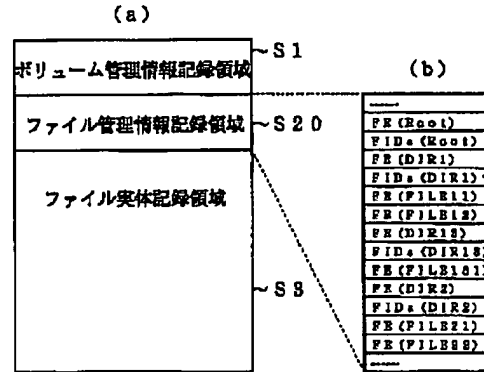 (a)
ボリューム管理情報記録領域
~S1
ファイル管理情報記録領域
~S20
ファイル実体記録領域
~S3
(b)
FE(Root)
FIDs(Root)
FE(DIR1)
FIDs(DIR1)
FE(FILE11)
FE(FILE12)
FE(DIR13)
FIDs(DIR13)
FE(FILE131)
FE(DIR2)
FIDs(DIR2)
FE(FILE21)
FE(FILE22)